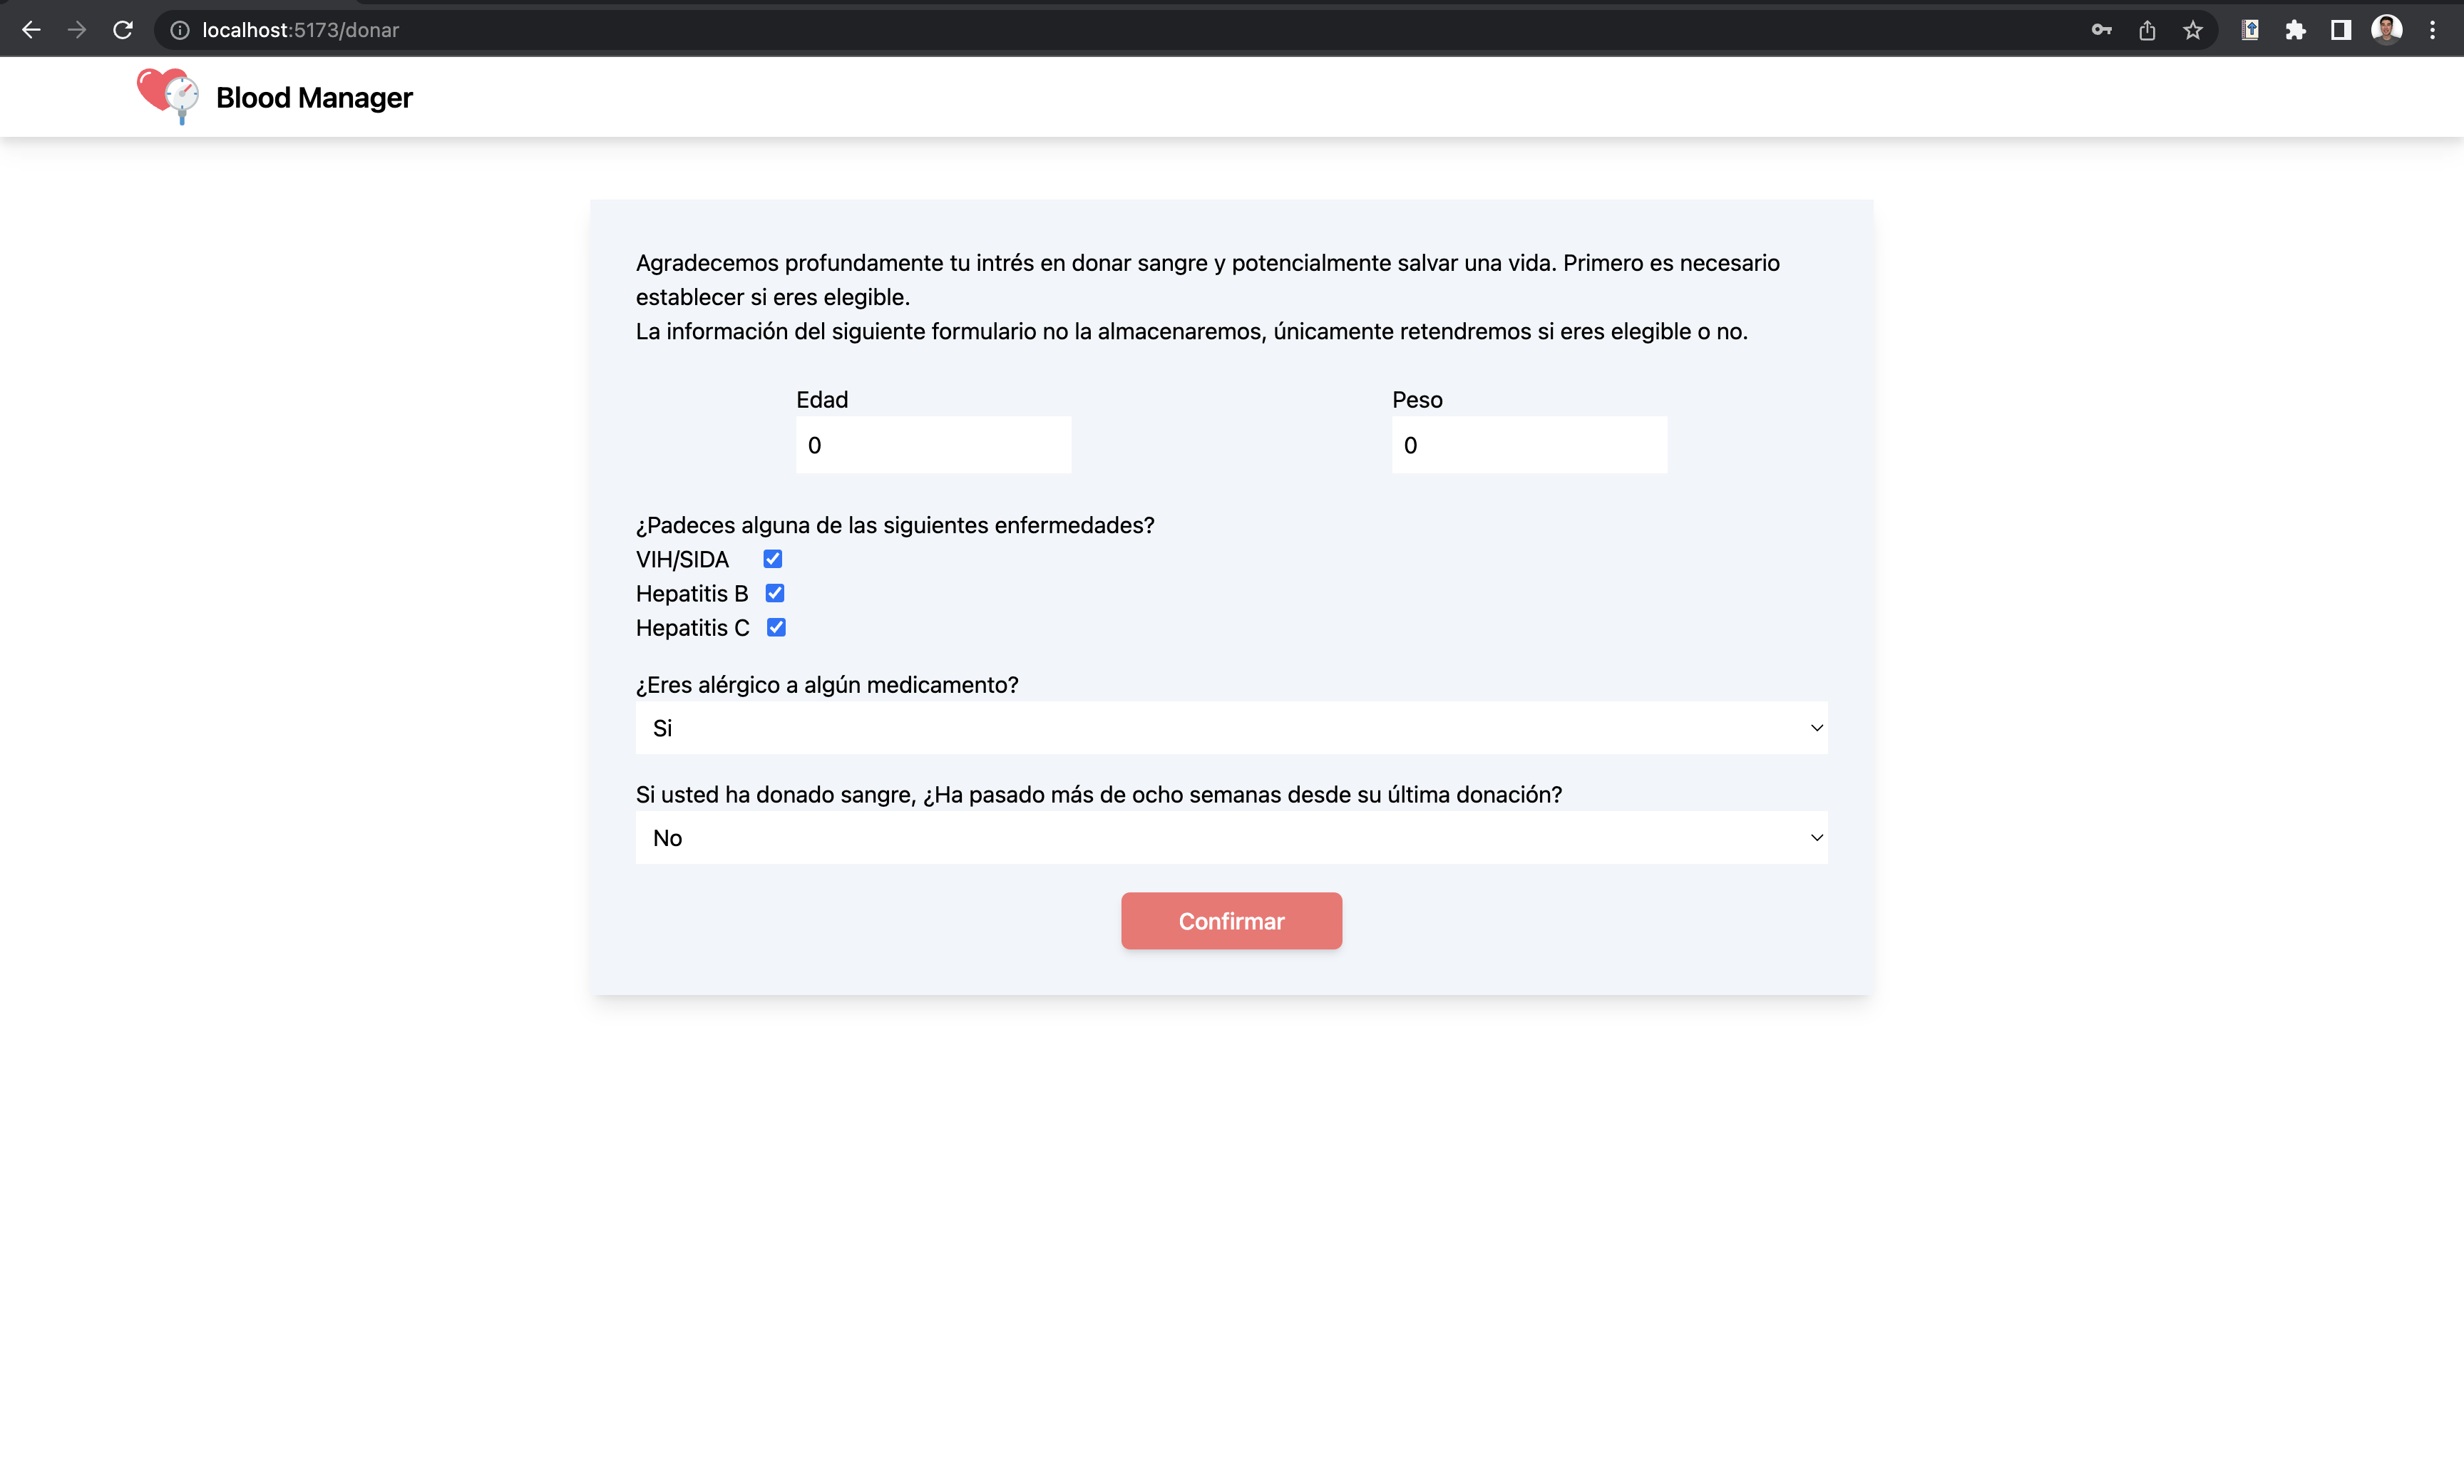 localhost:5173/donar
Blood Manager
Agradecemos profundamente tu intrés en donar sangre y potencialmente salvar una vida. Primero es necesario
establecer si eres elegible.
La información del siguiente formulario no la almacenaremos, únicamente retendremos si eres elegible o no.
Edad
Peso
0
0
¿Padeces alguna de las siguientes enfermedades?
VIH/SIDA
Hepatitis B
Hepatitis C
¿Eres alérgico a algún medicamento?
Si
Si usted ha donado sangre, ¿Ha pasado más de ocho semanas desde su última donación?
No
Confirmar